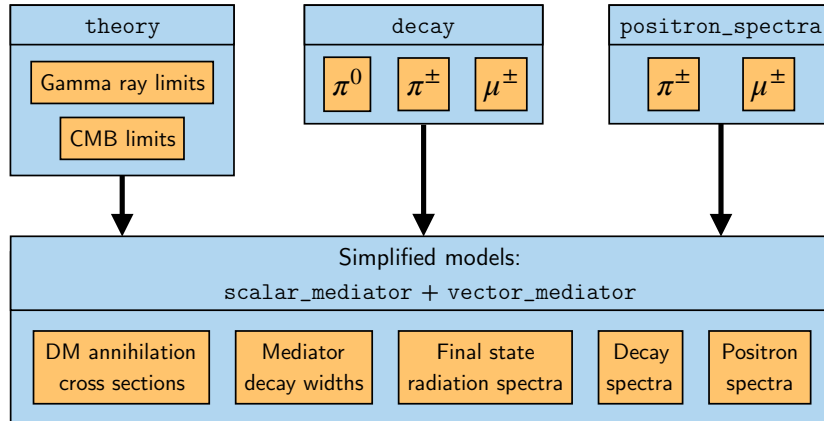 theory
Gamma ray limits
CMB limits
decay
π⁰ π± μ±
positron_spectra
π± μ±
Simplified models:
scalar_mediator + vector_mediator
DM annihilation
cross sections
Mediator
decay widths
Final state
radiation spectra
Decay
spectra
Positron
spectra